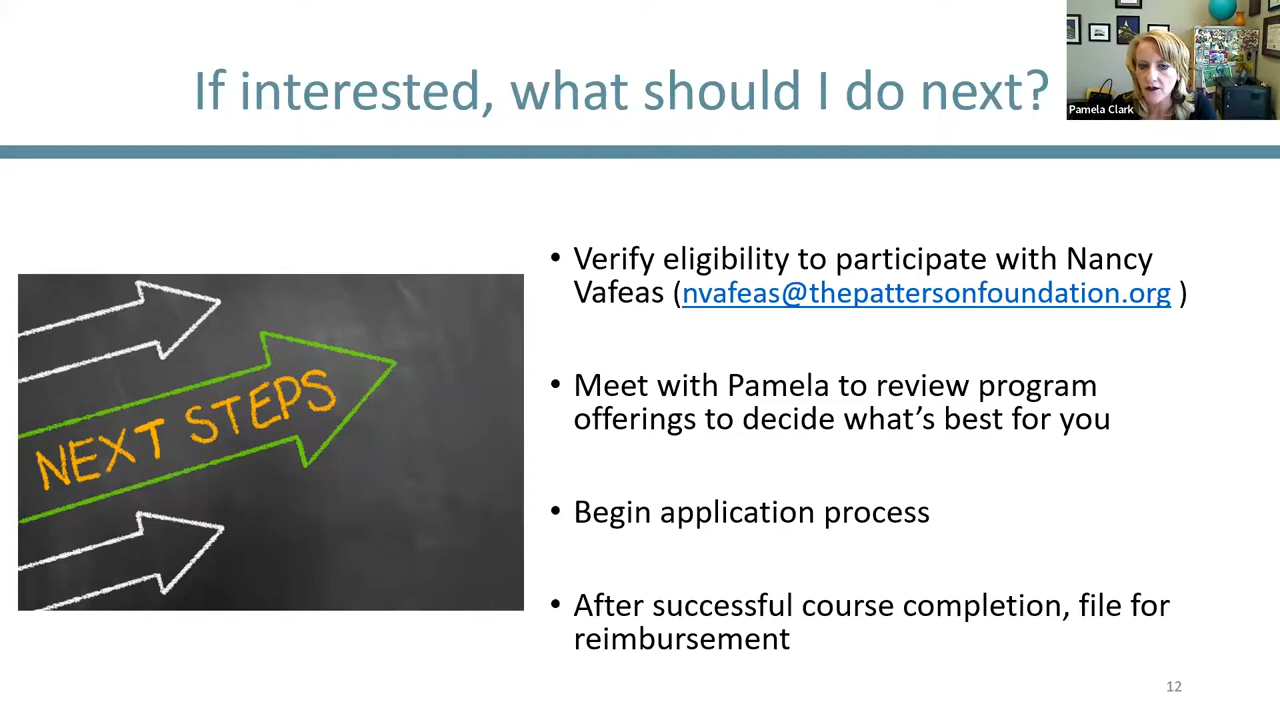 If interested, what should I do next?
Pamela Clark
• Verify eligibility to participate with Nancy
Vafeas (nvafeas@thepattersonfoundation.org )
NEXT STEPS
• Meet with Pamela to review program
offerings to decide what’s best for you
• Begin application process
• After successful course completion, file for
reimbursement
12